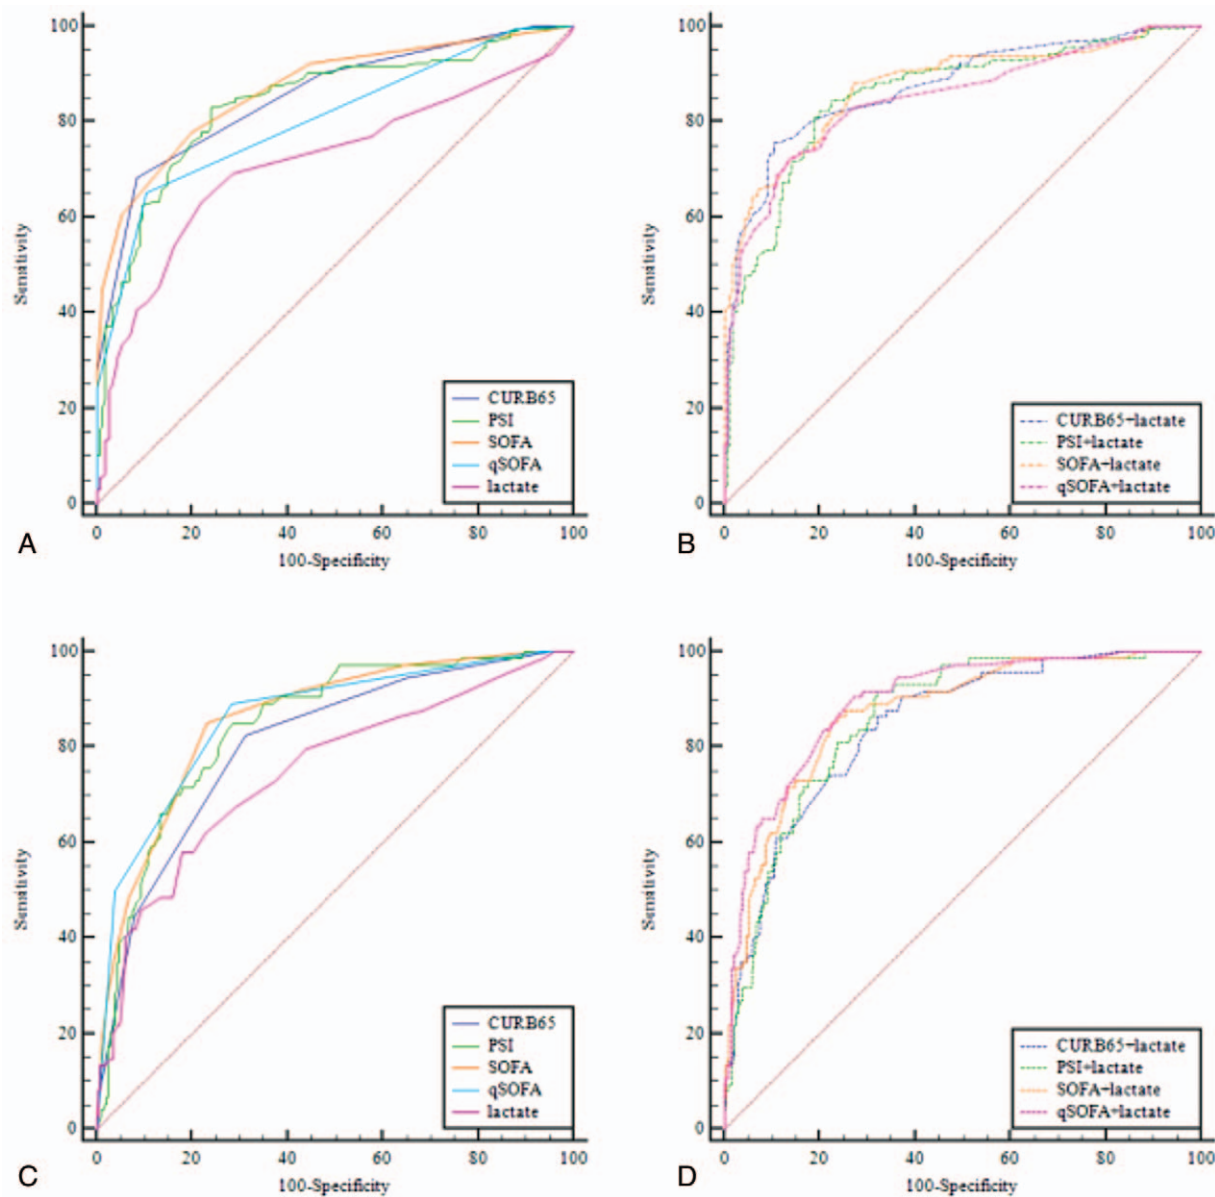 100
80
60
40
20
0
Sensitivity
0 20 40 60 80 100
100-Specificity
CURB65
PSI
SOFA
qSOFA
lactate
A
100
80
60
40
20
0
Sensitivity
0 20 40 60 80 100
100-Specificity
CURB65+lactate
PSI+lactate
SOFA+lactate
qSOFA+lactate
B
100
80
60
40
20
0
Sensitivity
0 20 40 60 80 100
100-Specificity
CURB65
PSI
SOFA
qSOFA
lactate
C
100
80
60
40
20
0
Sensitivity
0 20 40 60 80 100
100-Specificity
CURB65+lactate
PSI+lactate
SOFA+lactate
qSOFA+lactate
D